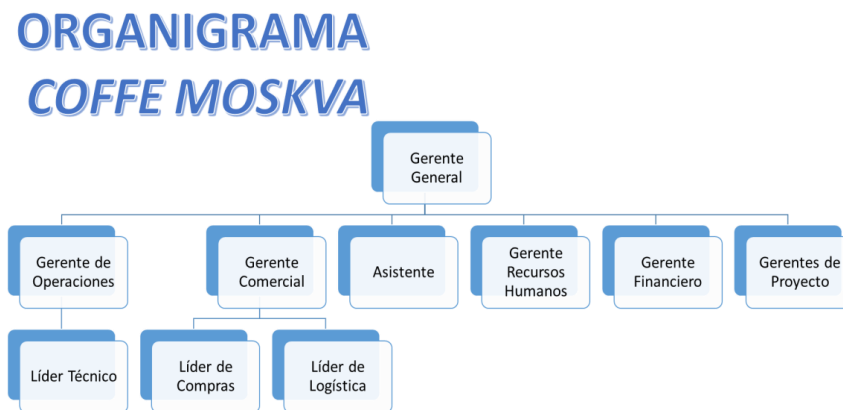 ORGANIGRAMA
COFFE MOSKVA
Gerente
General
Gerente de
Operaciones
Gerente
Comercial
Asistente
Gerente
Recursos
Humanos
Gerente
Financiero
Gerentes de
Proyecto
Líder Técnico
Líder de
Compras
Líder de
Logística